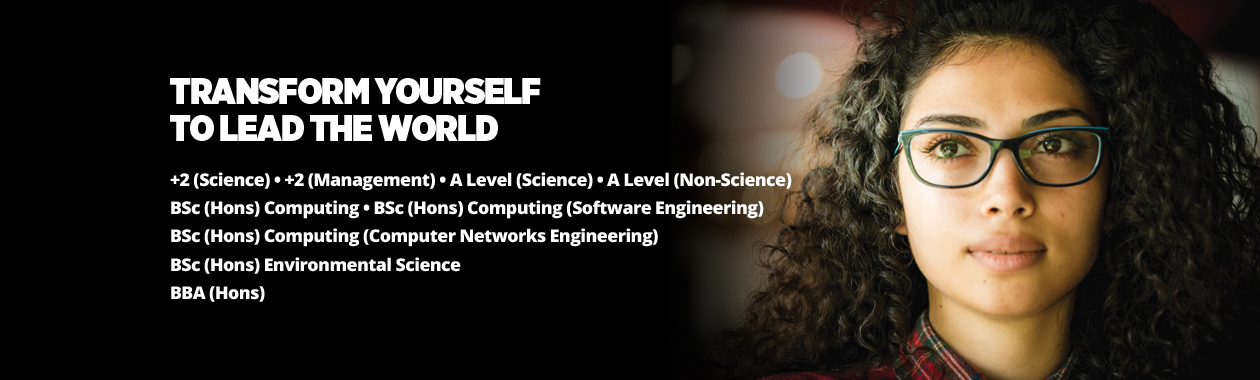 TRANSFORM YOURSELF
TO LEAD THE WORLD
+2 (Science) • +2 (Management) • A Level (Science) • A Level (Non-Science)
BSc (Hons) Computing • BSc (Hons) Computing (Software Engineering)
BSc (Hons) Computing (Computer Networks Engineering)
BSc (Hons) Environmental Science
BBA (Hons)